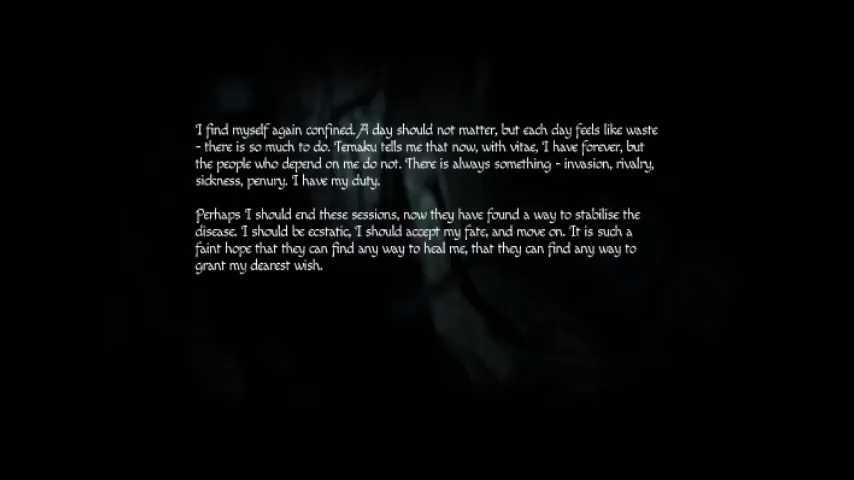 I find myself again confined. A day should not matter, but each day feels like waste
- there is so much to do. Temaku tells me that now, with vitae, I have forever, but
the people who depend on me do not. There is always something - invasion, rivalry,
sickness, penury. I have my duty.
Perhaps I should end these sessions, now they have found a way to stabilise the
disease. I should be ecstatic, I should accept my fate, and move on. It is such a
faint hope that they can find any way to heal me, that they can find any way to
grant my dearest wish.